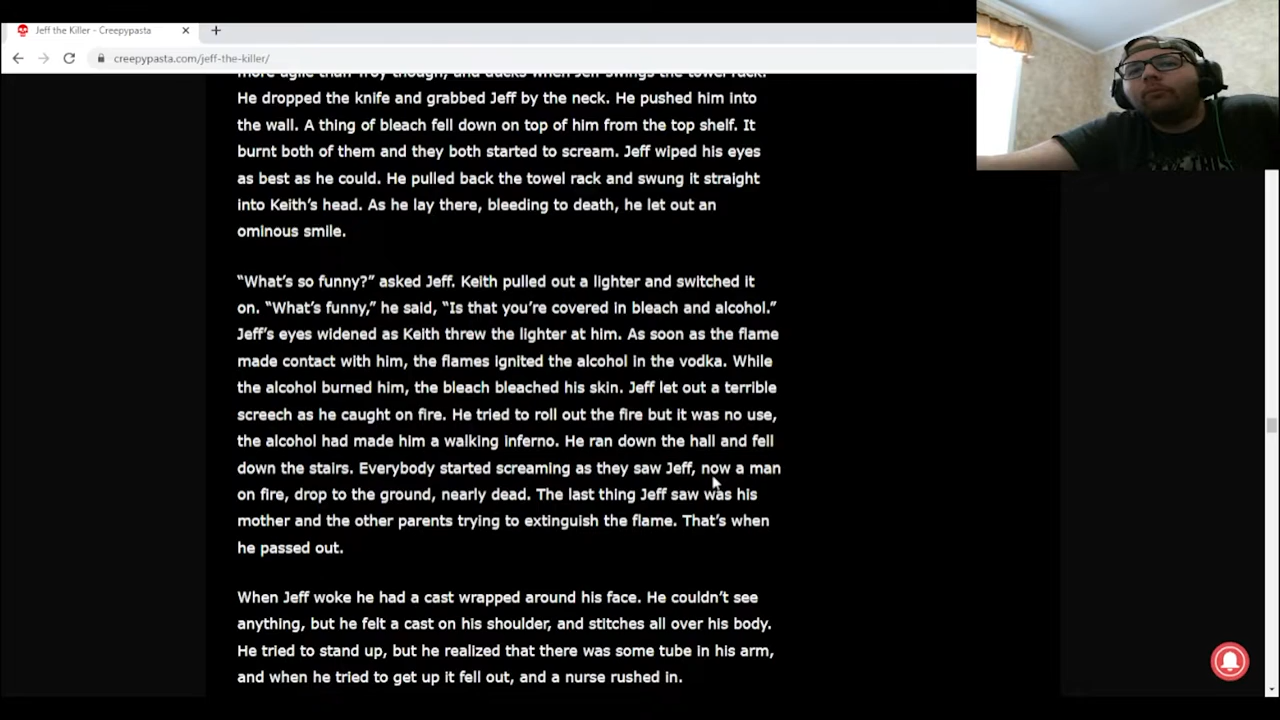 Jeff the Killer - Creepypasta
creepypasta.com/jeff-the-killer/
more agile than Troy though, and ducks when Jeff swings the towel rack.
He dropped the knife and grabbed Jeff by the neck. He pushed him into
the wall. A thing of bleach fell down on top of him from the top shelf. It
burnt both of them and they both started to scream. Jeff wiped his eyes
as best as he could. He pulled back the towel rack and swung it straight
into Keith’s head. As he lay there, bleeding to death, he let out an
ominous smile.
“What’s so funny?” asked Jeff. Keith pulled out a lighter and switched it
on. “What’s funny,” he said, “Is that you’re covered in bleach and alcohol.”
Jeff’s eyes widened as Keith threw the lighter at him. As soon as the flame
made contact with him, the flames ignited the alcohol in the vodka. While
the alcohol burned him, the bleach bleached his skin. Jeff let out a terrible
screech as he caught on fire. He tried to roll out the fire but it was no use,
the alcohol had made him a walking inferno. He ran down the hall and fell
down the stairs. Everybody started screaming as they saw Jeff, now a man
on fire, drop to the ground, nearly dead. The last thing Jeff saw was his
mother and the other parents trying to extinguish the flame. That’s when
he passed out.
When Jeff woke he had a cast wrapped around his face. He couldn’t see
anything, but he felt a cast on his shoulder, and stitches all over his body.
He tried to stand up, but he realized that there was some tube in his arm,
and when he tried to get up it fell out, and a nurse rushed in.